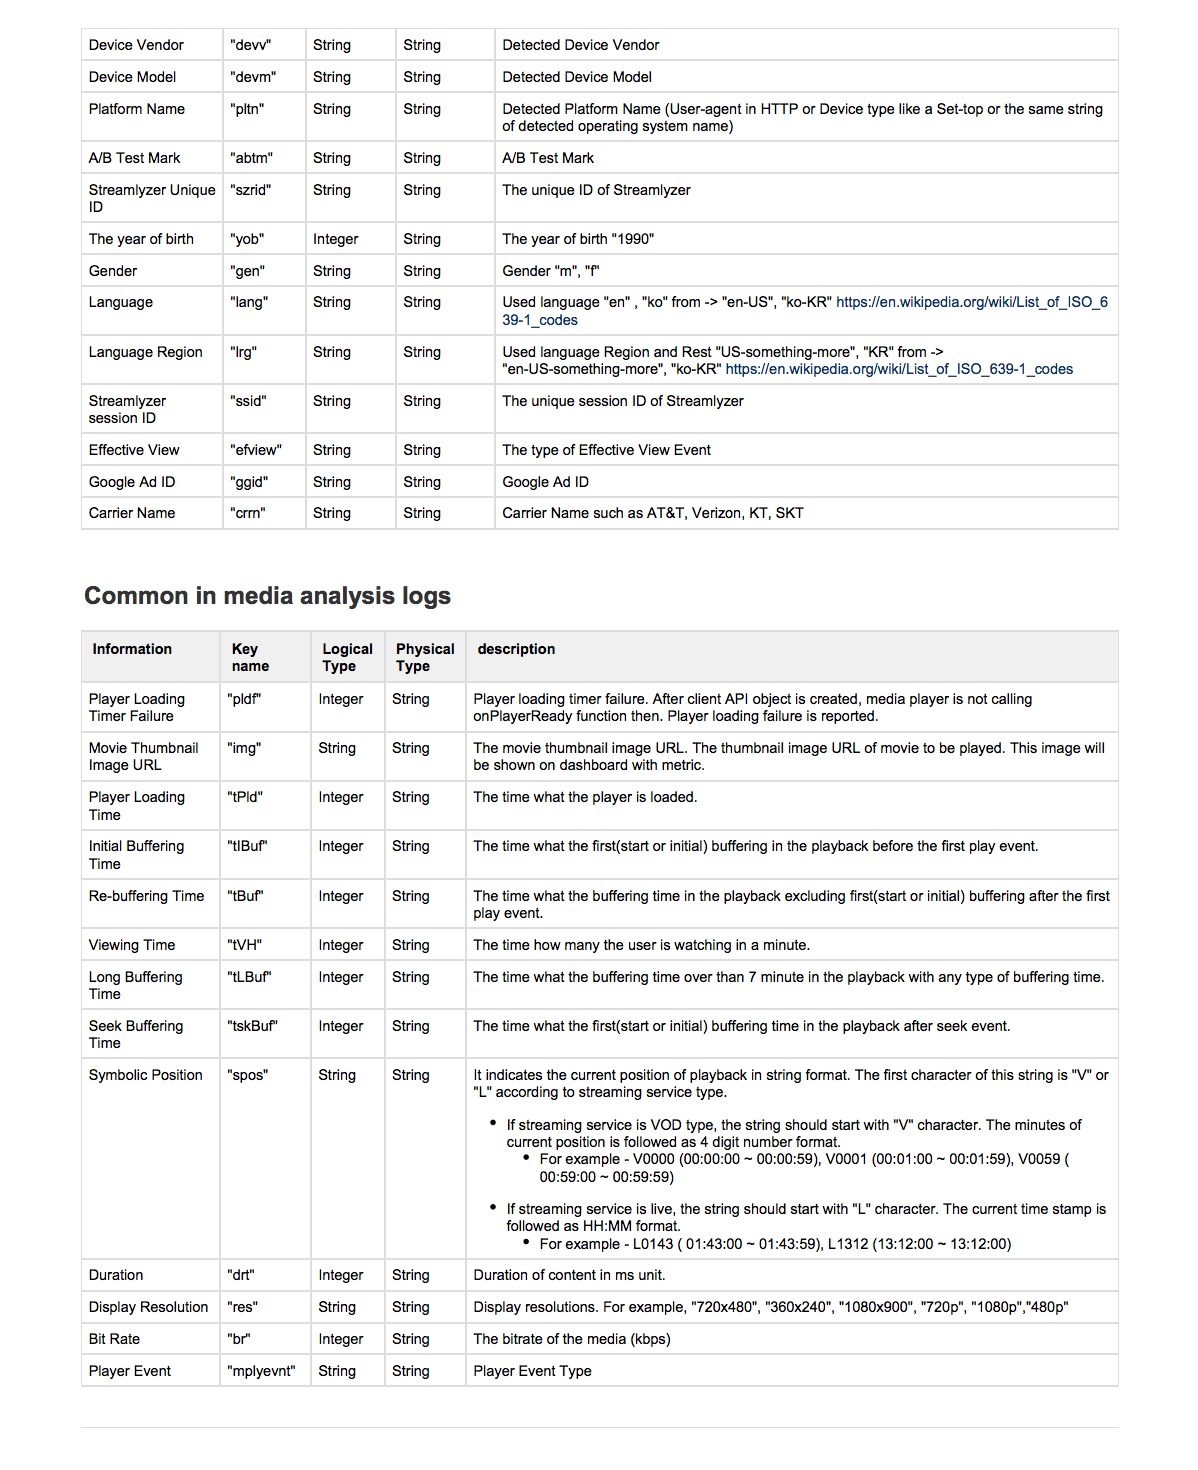 Device Vendor "devv" String String Detected Device Vendor
Device Model "devm" String String Detected Device Model
Platform Name "pltn" String String Detected Platform Name (User-agent in HTTP or Device type like a Set-top or the same string
of detected operating system name)
A/B Test Mark "abtm" String String A/B Test Mark
Streamlyzer Unique "szrid" String String The unique ID of Streamlyzer
ID
The year of birth "yob" Integer String The year of birth "1990"
Gender "gen" String String Gender "m", "f"
Language "lang" String String Used language "en" , "ko" from -> "en-US", "ko-KR" https://en.wikipedia.org/wiki/List_of_ISO_6
39-1_codes
Language Region "lrg" String String Used language Region and Rest "US-something-more", "KR" from ->
"en-US-something-more", "ko-KR" https://en.wikipedia.org/wiki/List_of_ISO_639-1_codes
Streamlyzer "ssid" String String The unique session ID of Streamlyzer
session ID
Effective View "efview" String String The type of Effective View Event
Google Ad ID "ggid" String String Google Ad ID
Carrier Name "crrn" String String Carrier Name such as AT&T, Verizon, KT, SKT
Common in media analysis logs
Information Key Logical Physical description
name Type Type
Player Loading "pldf" Integer String Player loading timer failure. After client API object is created, media player is not calling
Timer Failure onPlayerReady function then. Player loading failure is reported.
Movie Thumbnail "img" String String The movie thumbnail image URL. The thumbnail image URL of movie to be played. This image will
Image URL be shown on dashboard with metric.
Player Loading "tPld" Integer String The time what the player is loaded.
Time
Initial Buffering "tIBuf" Integer String The time what the first(start or initial) buffering in the playback before the first play event.
Time
Re-buffering Time "tBuf" Integer String The time what the buffering time in the playback excluding first(start or initial) buffering after the first
play event.
Viewing Time "tVH" Integer String The time how many the user is watching in a minute.
Long Buffering "tLBuf" Integer String The time what the buffering time over than 7 minute in the playback with any type of buffering time.
Time
Seek Buffering "tskBuf" Integer String The time what the first(start or initial) buffering time in the playback after seek event.
Time
Symbolic Position "spos" String String It indicates the current position of playback in string format. The first character of this string is "V" or
"L" according to streaming service type.
• If streaming service is VOD type, the string should start with "V" character. The minutes of
current position is followed as 4 digit number format.
• For example - V0000 (00:00:00 ~ 00:00:59), V0001 (00:01:00 ~ 00:01:59), V0059 (
00:59:00 ~ 00:59:59)
• If streaming service is live, the string should start with "L" character. The current time stamp is
followed as HH:MM format.
• For example - L0143 ( 01:43:00 ~ 01:43:59), L1312 (13:12:00 ~ 13:12:00)
Duration "drt" Integer String Duration of content in ms unit.
Display Resolution "res" String String Display resolutions. For example, "720x480", "360x240", "1080x900", "720p", "1080p","480p"
Bit Rate "br" Integer String The bitrate of the media (kbps)
Player Event "mplyevnt" String String Player Event Type